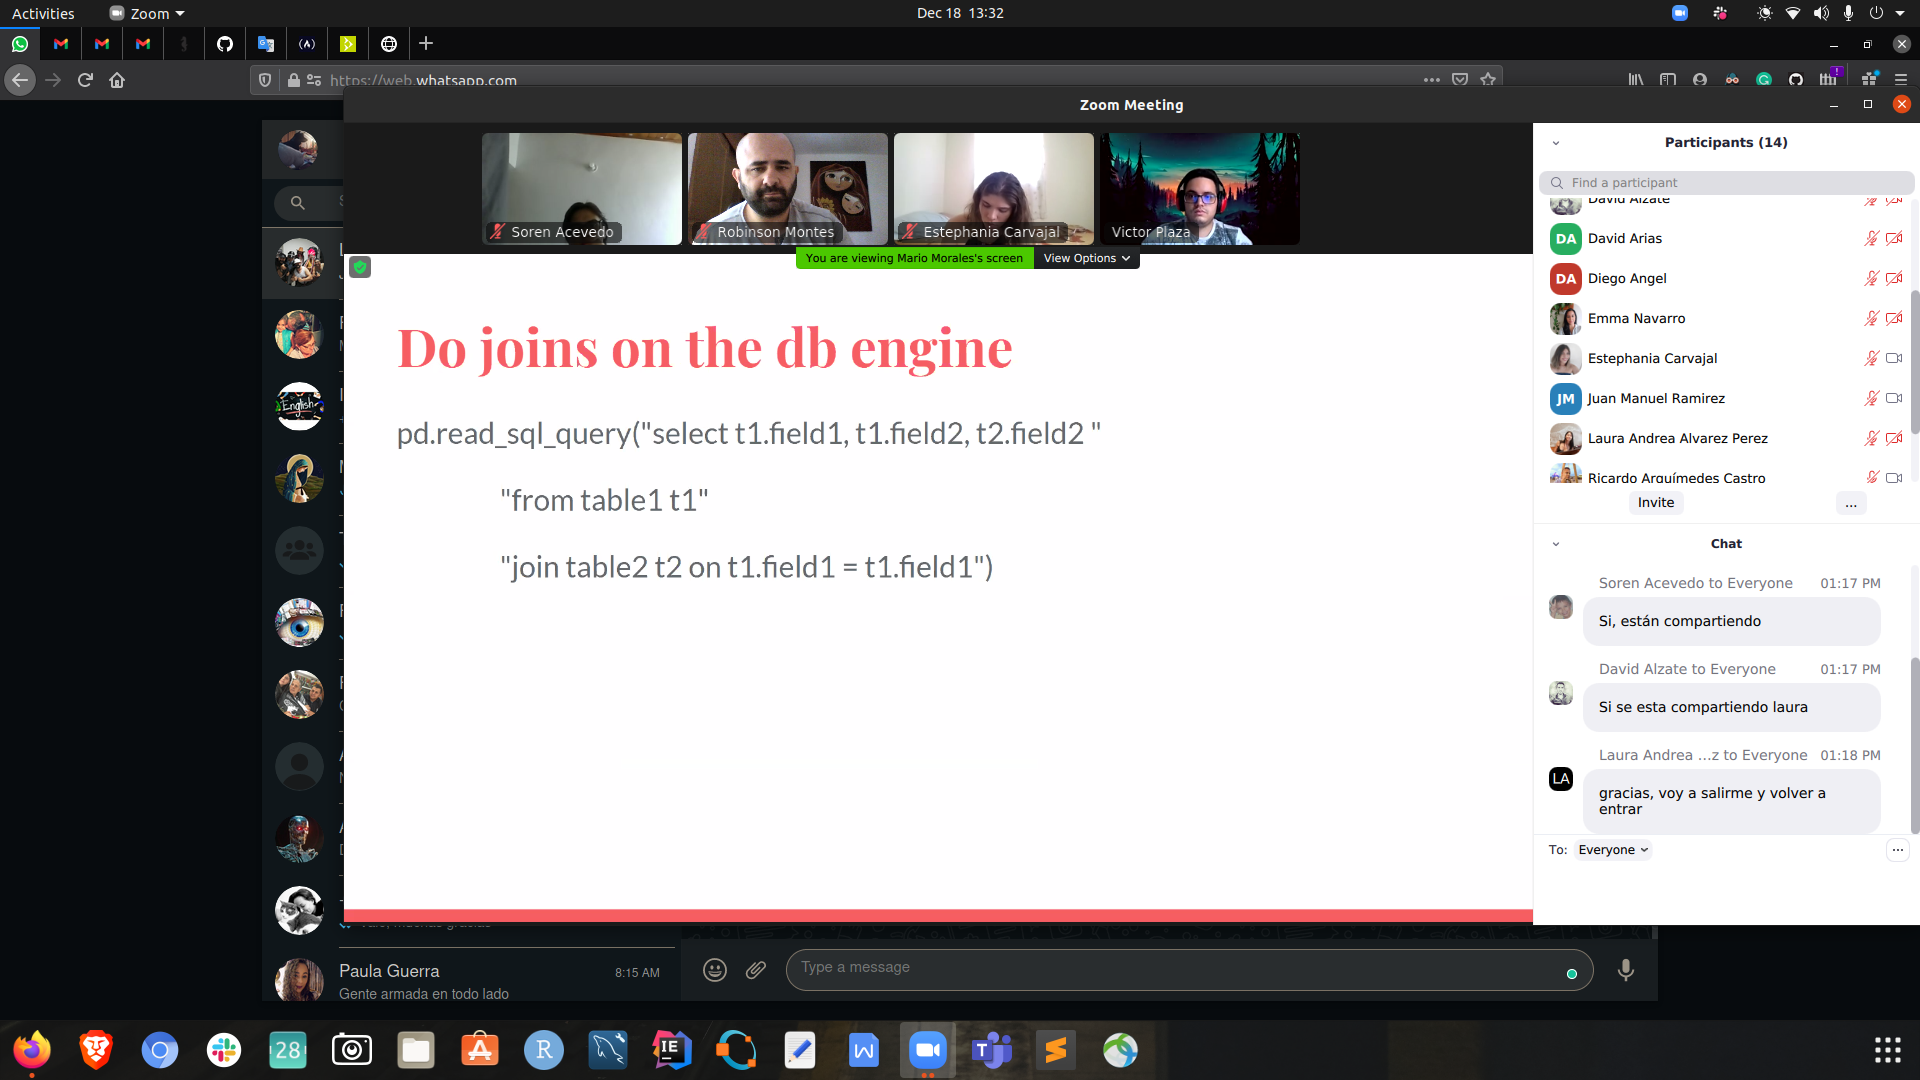 Activities
Zoom
Dec 18 13:32
https://web.whatsapp.com
Zoom Meeting
Soren Acevedo
Robinson Montes
Estephania Carvajal
Victor Plaza
You are viewing Mario Morales's screen
View Options
Do joins on the db engine
pd.read_sql_query("select t1.field1, t1.field2, t2.field2 "
"from table1 t1"
"join table2 t2 on t1.field1 = t1.field1")
Participants (14)
Find a participant
David Alzate
DA
David Arias
DA
Diego Angel
Emma Navarro
Estephania Carvajal
JM
Juan Manuel Ramirez
Laura Andrea Alvarez Perez
Ricardo Arquímedes Castro
Invite
...
Chat
Soren Acevedo to Everyone 01:17 PM
Si, están compartiendo
David Alzate to Everyone 01:17 PM
Si se esta compartiendo laura
Laura Andrea ...z to Everyone 01:18 PM
LA
gracias, voy a salirme y volver a
entrar
To: Everyone
English
Paula Guerra
8:15 AM
Gente armada en todo lado
Type a message
28
R
IE
W
T